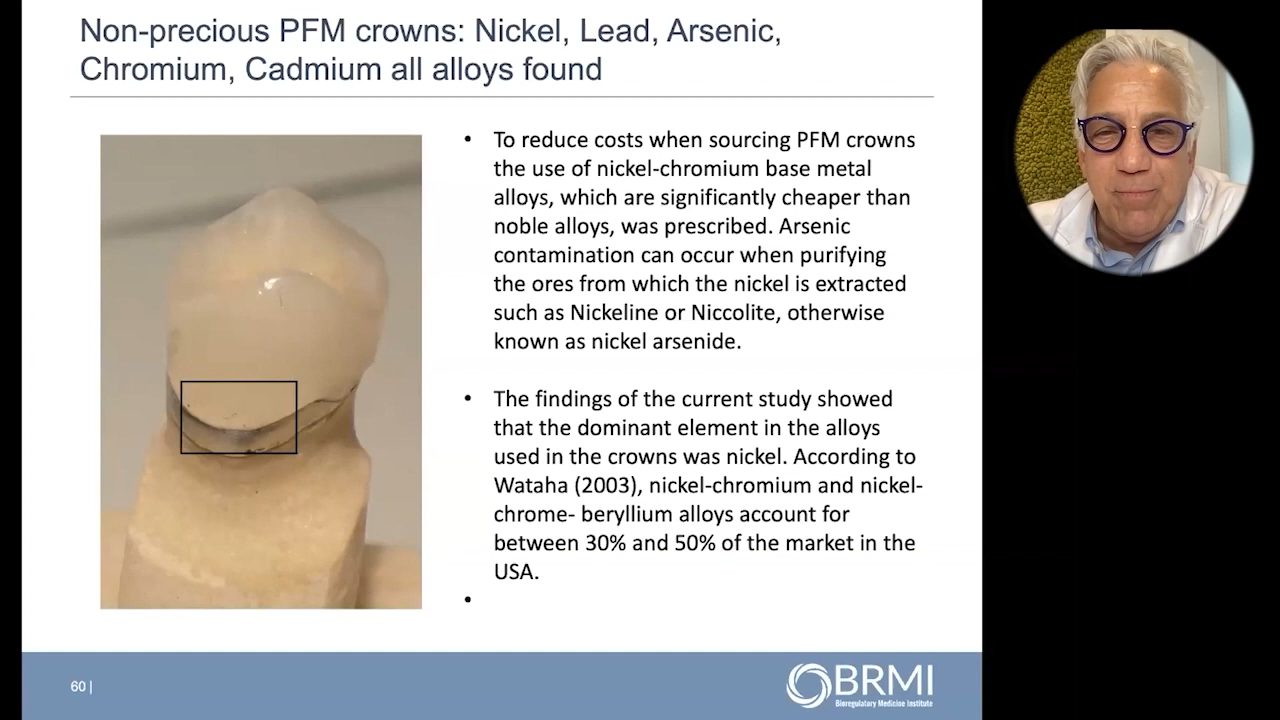 Non-precious PFM crowns: Nickel, Lead, Arsenic,
Chromium, Cadmium all alloys found
• To reduce costs when sourcing PFM crowns
the use of nickel-chromium base metal
alloys, which are significantly cheaper than
noble alloys, was prescribed. Arsenic
contamination can occur when purifying
the ores from which the nickel is extracted
such as Nickeline or Niccolite, otherwise
known as nickel arsenide.
• The findings of the current study showed
that the dominant element in the alloys
used in the crowns was nickel. According to
Wataha (2003), nickel-chromium and nickel-
chrome- beryllium alloys account for
between 30% and 50% of the market in the
USA.
•
60 |
BRMI
Bioregulatory Medicine Institute